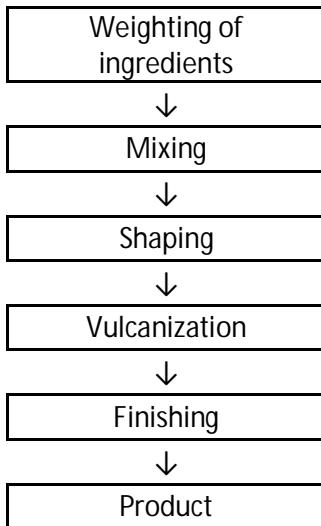 Weighting of
ingredients
↓
Mixing
↓
Shaping
↓
Vulcanization
↓
Finishing
↓
Product